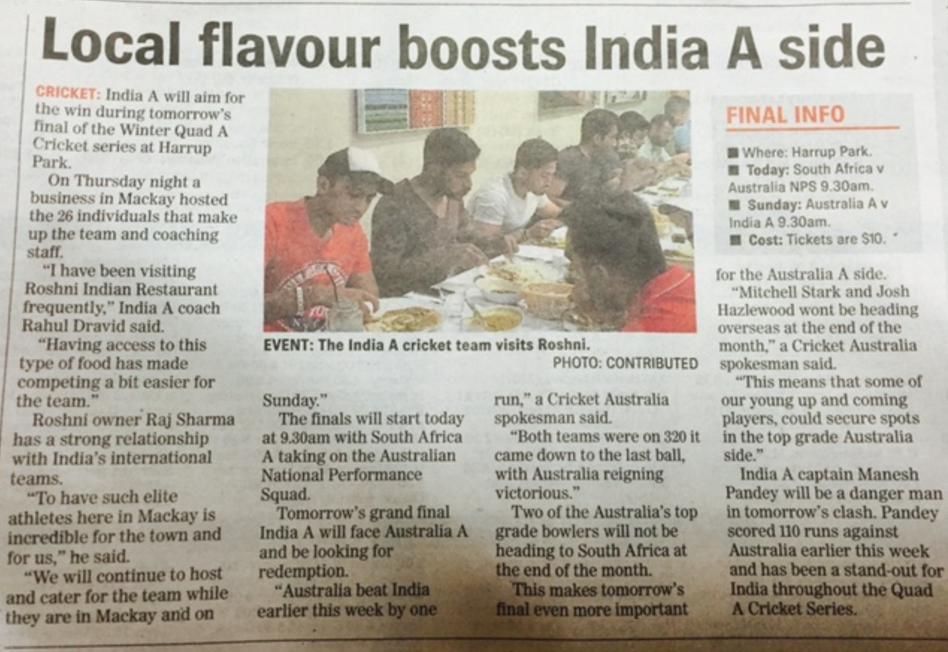 Local flavour boosts India A side
CRICKET: India A will aim for
the win during tomorrow's
final of the Winter Quad A
Cricket series at Harrup
Park.
On Thursday night a
business in Mackay hosted
the 26 individuals that make
up the team and coaching
staff.
“I have been visiting
Roshni Indian Restaurant
frequently,” India A coach
Rahul Dravid said.
“Having access to this
type of food has made
competing a bit easier for
the team.”
Roshni owner Raj Sharma
has a strong relationship
with India's international
teams.
“To have such elite
athletes here in Mackay is
incredible for the town and
for us,” he said.
“We will continue to host
and cater for the team while
they are in Mackay and on
EVENT: The India A cricket team visits Roshni.
PHOTO: CONTRIBUTED
Sunday.”
The finals will start today
at 9.30am with South Africa
A taking on the Australian
National Performance
Squad.
Tomorrow's grand final
India A will face Australia A
and be looking for
redemption.
“Australia beat India
earlier this week by one
run,” a Cricket Australia
spokesman said.
“Both teams were on 320 it
came down to the last ball,
with Australia reigning
victorious.”
Two of the Australia's top
grade bowlers will not be
heading to South Africa at
the end of the month.
This makes tomorrow's
final even more important
for the Australia A side.
“Mitchell Stark and Josh
Hazlewood wont be heading
overseas at the end of the
month,” a Cricket Australia
spokesman said.
“This means that some of
our young up and coming
players, could secure spots
in the top grade Australia
side.”
India A captain Manesh
Pandey will be a danger man
in tomorrow's clash. Pandey
scored 110 runs against
Australia earlier this week
and has been a stand-out for
India throughout the Quad
A Cricket Series.
FINAL INFO
■ Where: Harrup Park.
■ Today: South Africa v
Australia NPS 9.30am.
■ Sunday: Australia A v
India A 9.30am.
■ Cost: Tickets are $10.